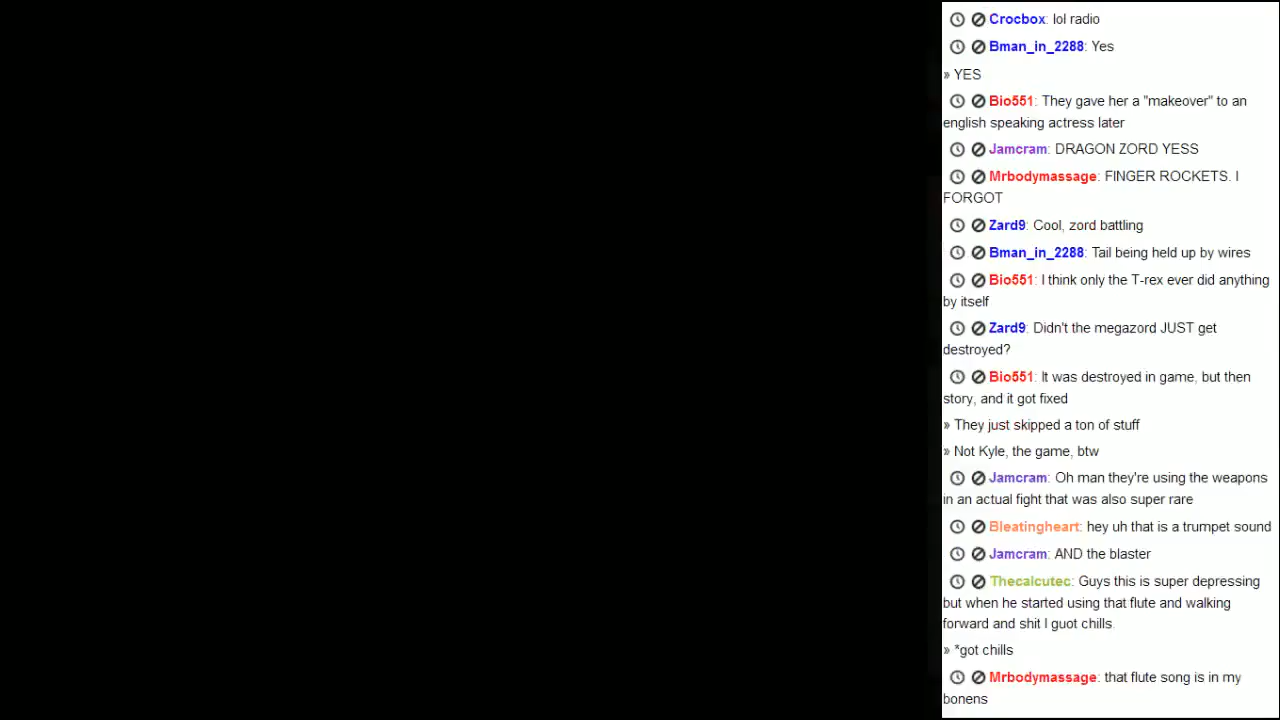 Crocbox: lol radio
Bman_in_2288: Yes
» YES
Bio551: They gave her a "makeover" to an
english speaking actress later
Jamcram: DRAGON ZORD YESS
Mrbodymassage: FINGER ROCKETS. I
FORGOT
Zard9: Cool, zord battling
Bman_in_2288: Tail being held up by wires
Bio551: I think only the T-rex ever did anything
by itself
Zard9: Didn't the megazord JUST get
destroyed?
Bio551: It was destroyed in game, but then
story, and it got fixed
» They just skipped a ton of stuff
» Not Kyle, the game, btw
Jamcram: Oh man they're using the weapons
in an actual fight that was also super rare
Bleatingheart: hey uh that is a trumpet sound
Jamcram: AND the blaster
Thecalcutec: Guys this is super depressing
but when he started using that flute and walking
forward and shit I guot chills.
» *got chills
Mrbodymassage: that flute song is in my
bonens